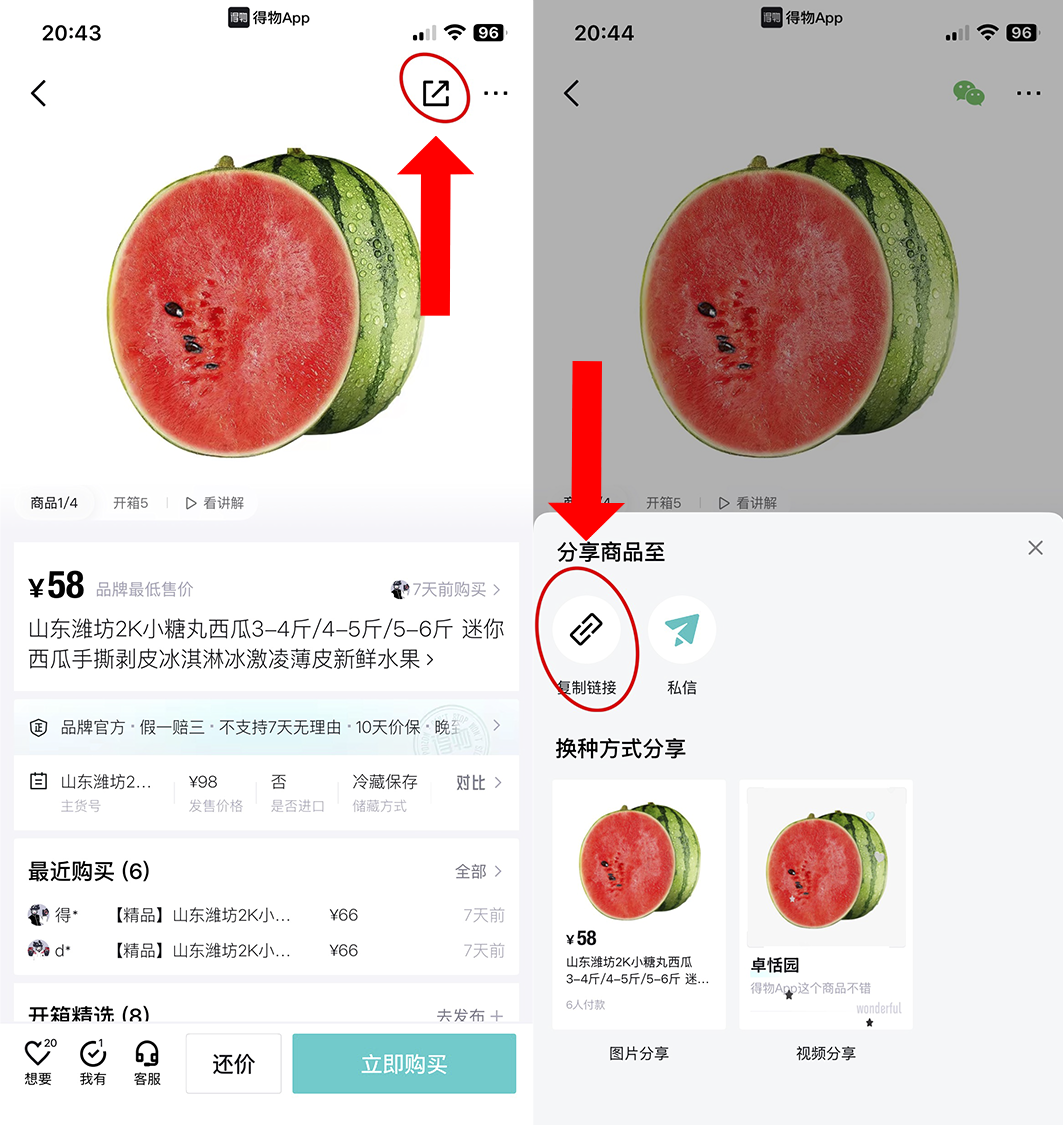 得物 得物App
20:43
96
商品1/4 开箱5 看讲解
¥58 品牌最低售价 7天前购买
山东潍坊2K小糖丸西瓜3-4斤/4-5斤/5-6斤 迷你
西瓜手撕剥皮冰淇淋冰激凌薄皮新鲜水果
正 品牌官方·假一赔三·不支持7天无理由·10天价保·晚
山东潍坊2... ¥98 否 冷藏保存 对比
主货号 发售价格 是否进口 储藏方式
最近购买 (6) 全部
得* 【精品】山东潍坊2K小... ¥66 7天前
d* 【精品】山东潍坊2K小... ¥66 7天前
开箱精选 (8) 去发布＋
20 1
想要 我有 客服 还价 立即购买
得物 得物App
20:44
96
开箱5 看讲解
分享商品至
复制链接 私信
换种方式分享
¥58
山东潍坊2K小糖丸西瓜
3-4斤/4-5斤/5-6斤 迷...
6人付款
卓恬园
得物App这个商品不错
wonderful
图片分享 视频分享